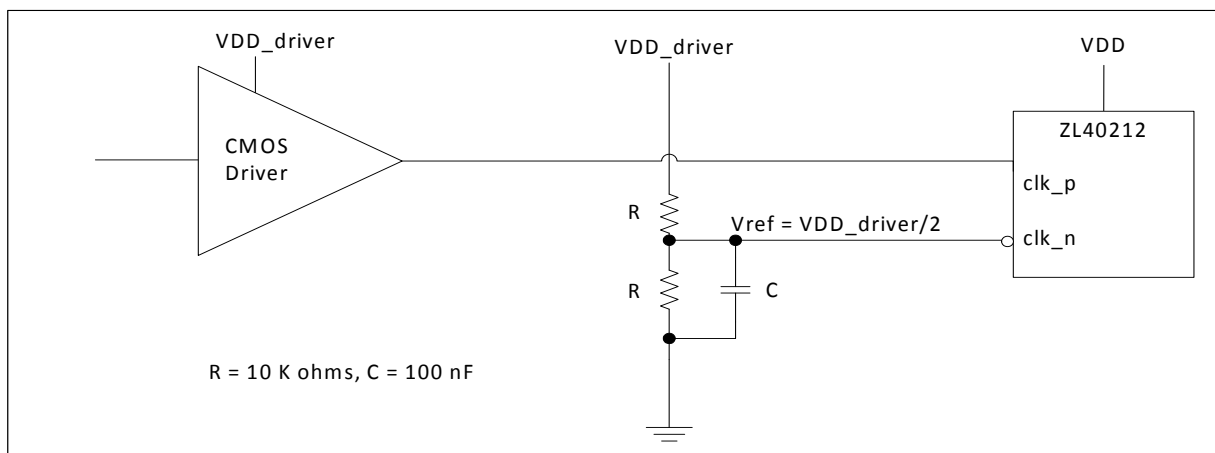 VDD_driver
VDD_driver
VDD
CMOS
Driver
ZL40212
clk_p
R
Vref = VDD_driver/2
clk_n
R
C
R = 10 K ohms, C = 100 nF